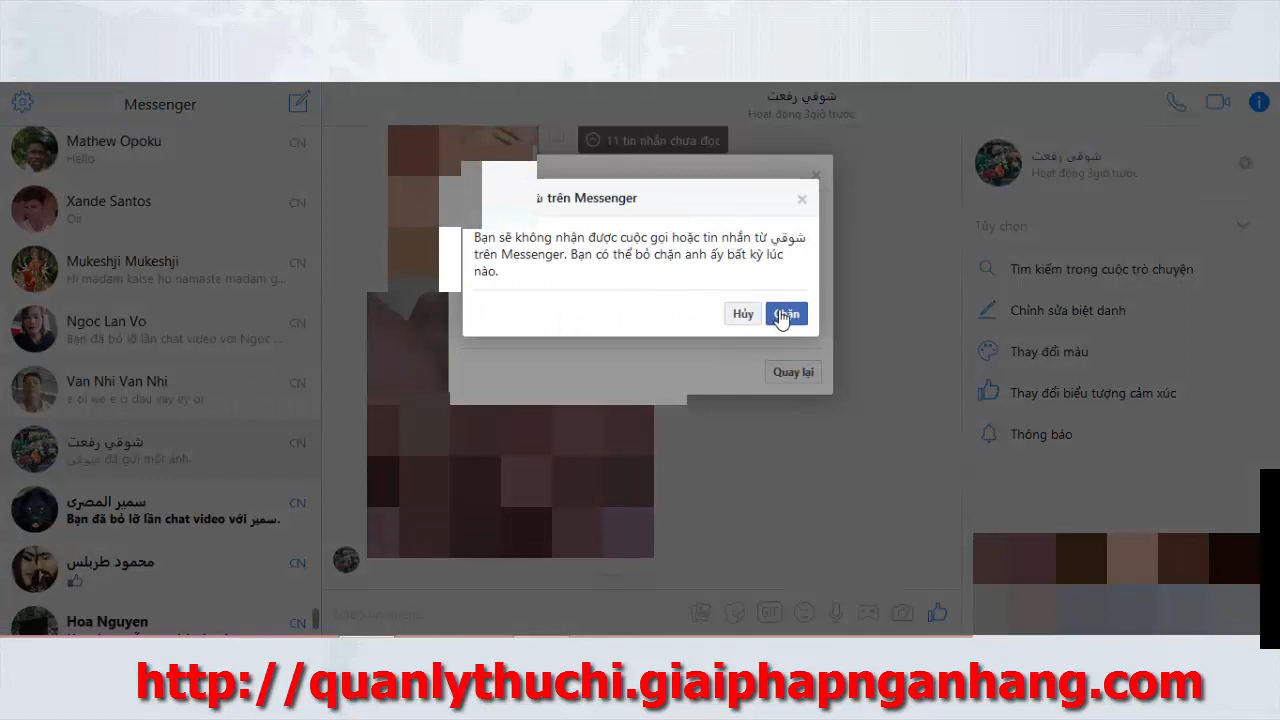 Messenger
Mathew Opoku
CN
Hello
Xande Santos
CN
Oii
Mukeshji Mukeshji
CN
Hi madam kaise ho namaste madam g...
Ngoc Lan Vo
CN
Bạn đã bỏ lỡ lần chat video với Ngọc ...
Van Nhi Van Nhi
CN
شوقي رفعت
CN
شوقي đã gửi một ảnh.
سمير المصرى
CN
Bạn đã bỏ lỡ lần chat video với سمير.
محمود طربلس
CN
Hoa Nguyen
CN
شوقي رفعت
Hoạt động 3giờ trước
11 tin nhắn chưa đọc
trên Messenger
Bạn sẽ không nhận được cuộc gọi hoặc tin nhắn từ شوقي
trên Messenger. Bạn có thể bỏ chặn anh ấy bất kỳ lúc
nào.
Hủy
Chặn
Quay lại
GIF
شوقي رفعت
Hoạt động 3giờ trước
Tùy chọn
Tìm kiếm trong cuộc trò chuyện
Chỉnh sửa biệt danh
Thay đổi màu
Thay đổi biểu tượng cảm xúc
Thông báo
http://quanlythuchi.giaiphapnganhang.com